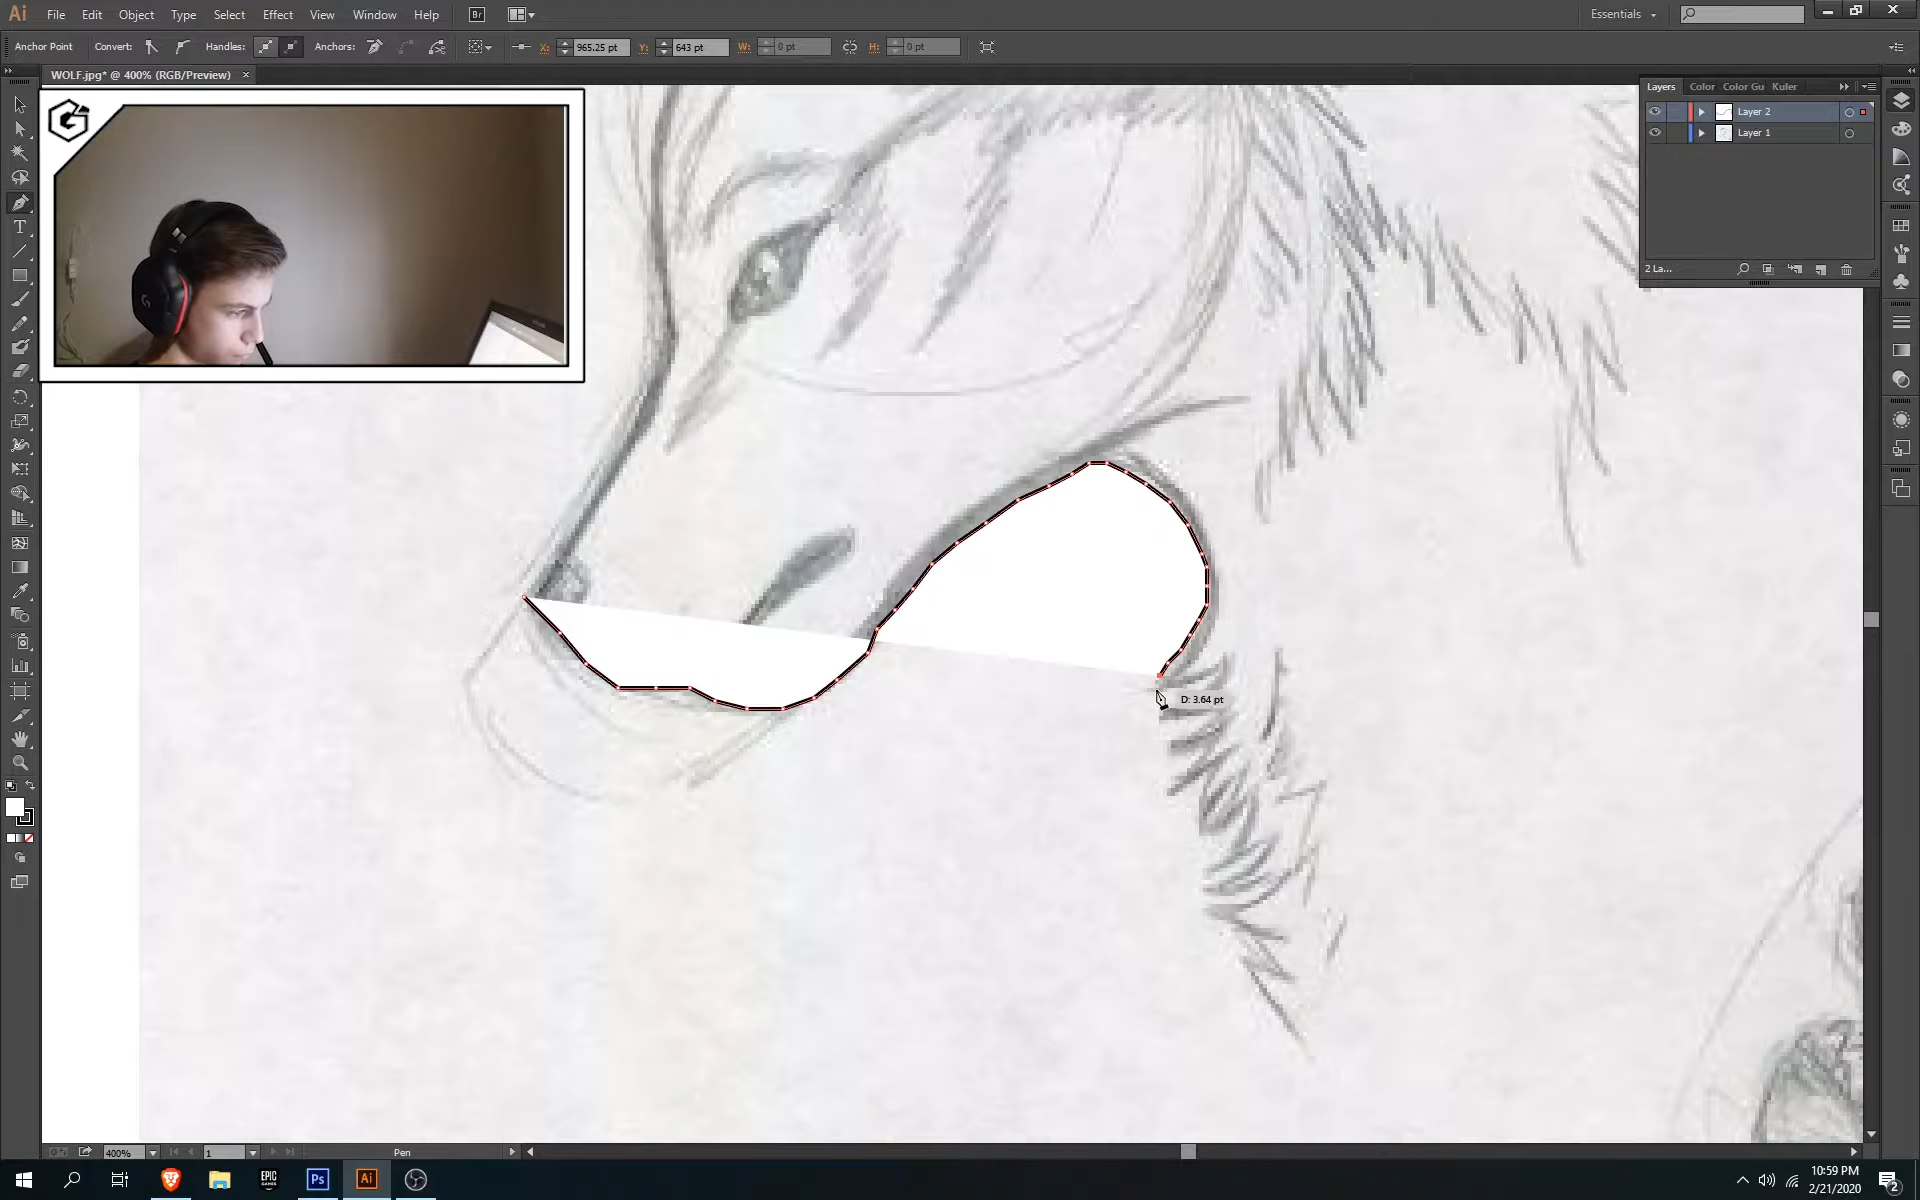 Ai File Edit Object Type Select Effect View Window Help Br Essentials
Anchor Point Convert: Handles: Anchors: X: 965.25 pt Y: 643 pt W: 0 pt H: 0 pt
WOLF.jpg* @ 400% (RGB/Preview) ×
Layers Color Color Gu Kuler
Layer 2
Layer 1
2 La...
D: 3.64 pt
400% 1 Pen
EPIC GAMES Ps Ai
10:59 PM
2/21/2020
2